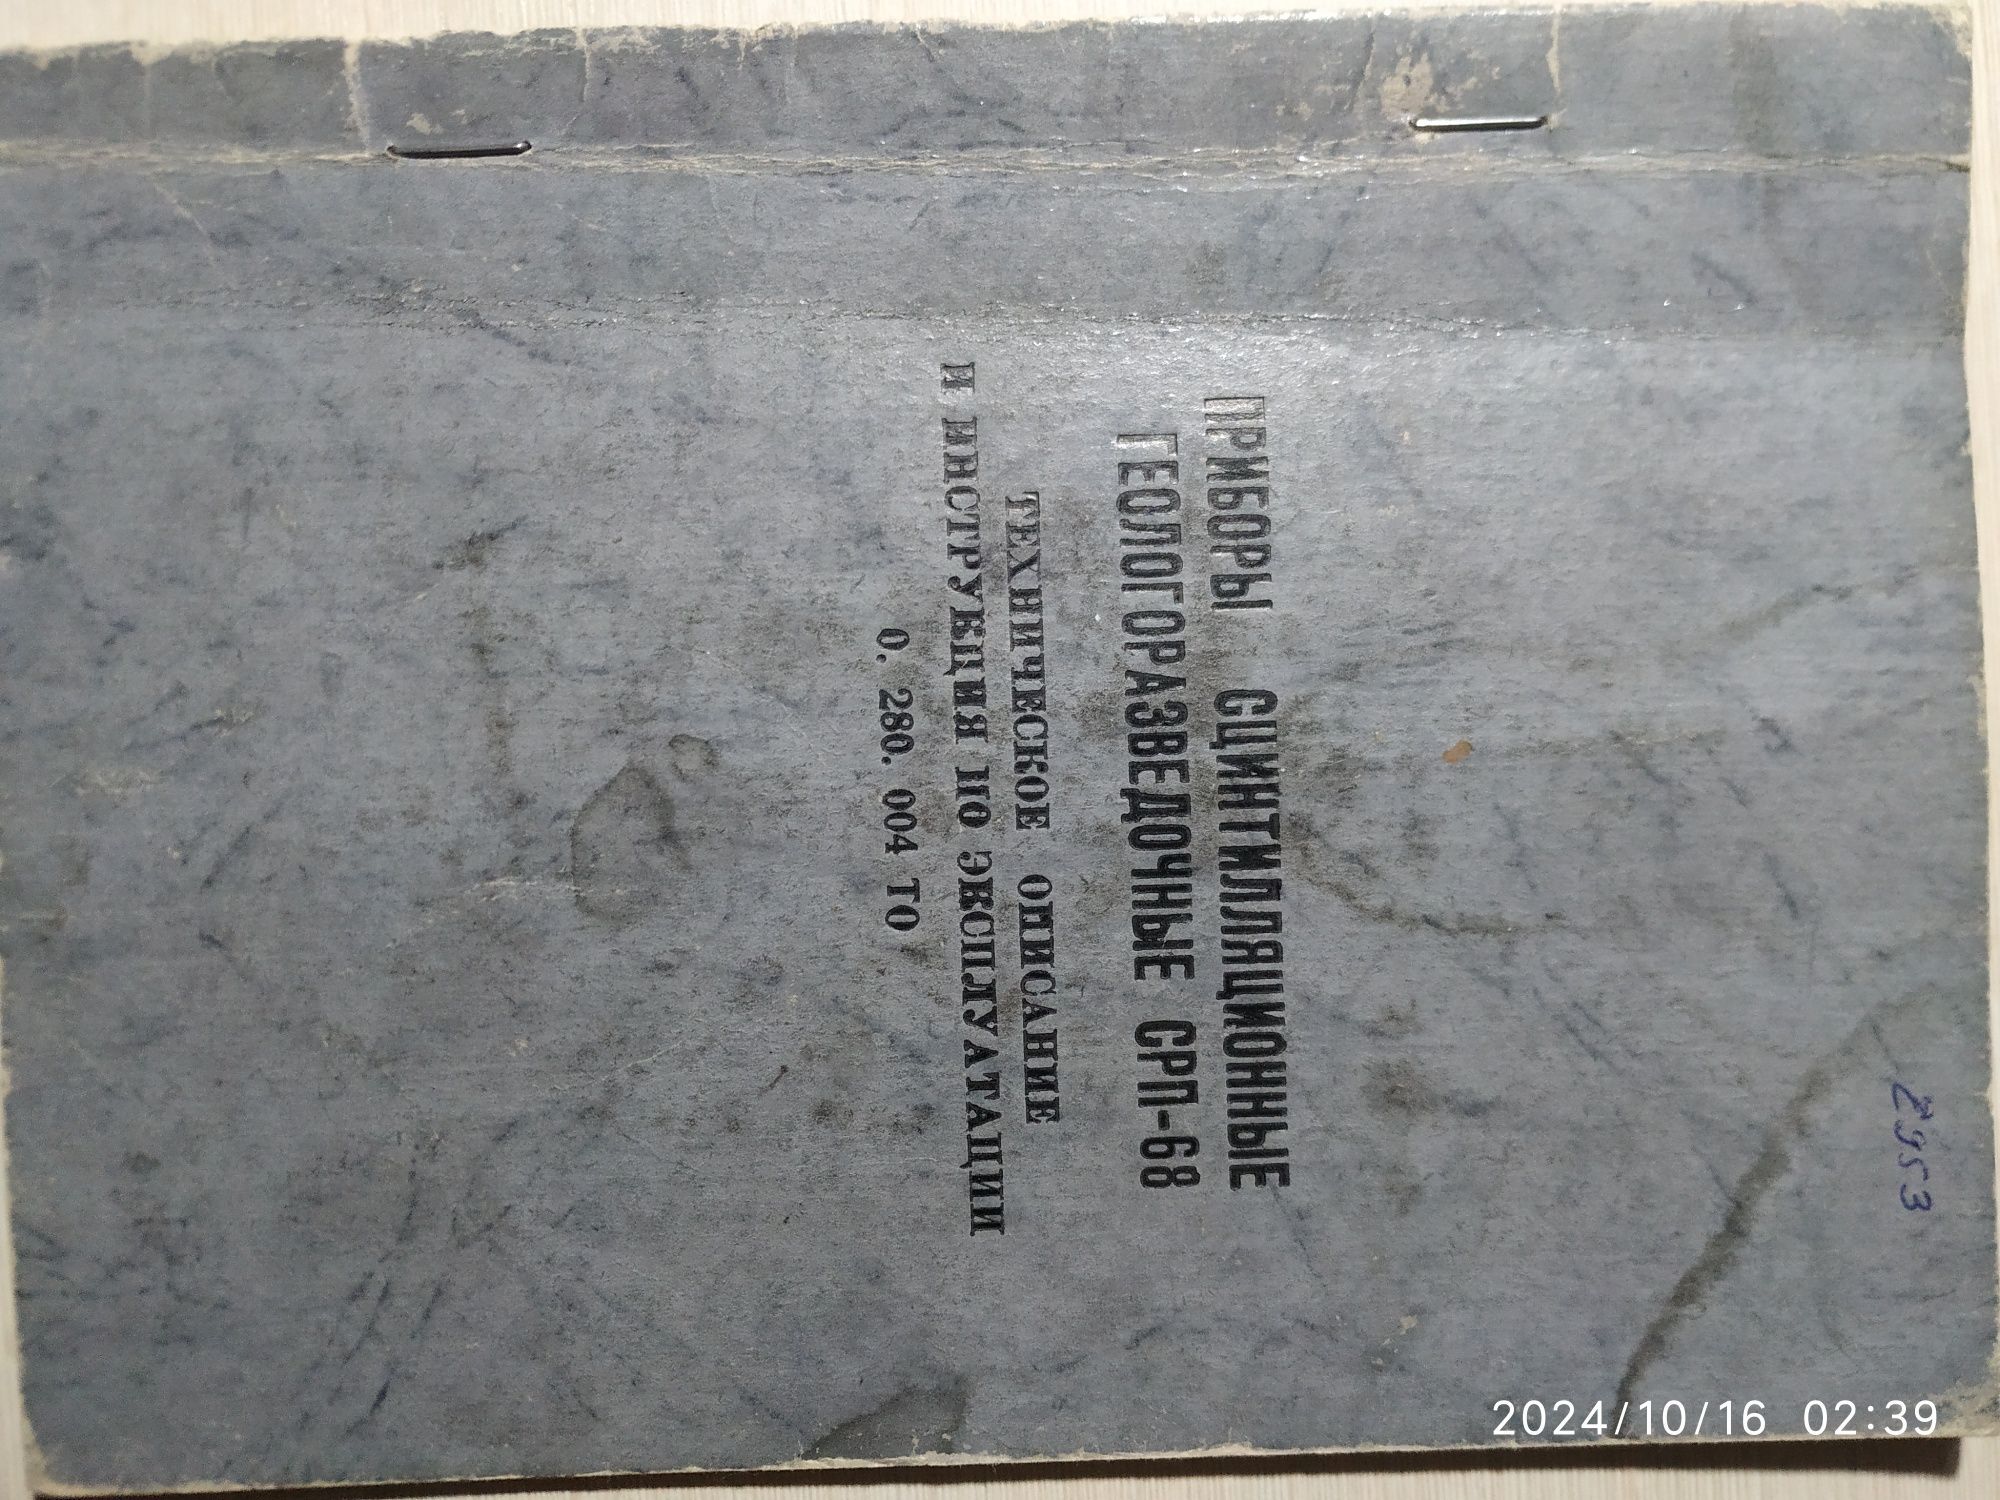 2953
ПРИБОРЫ СЦИНТИЛЛЯЦИОННЫЕ
ГЕОЛОГОРАЗВЕДОЧНЫЕ СРП-68
ТЕХНИЧЕСКОЕ ОПИСАНИЕ
И ИНСТРУКЦИЯ ПО ЭКСПЛУАТАЦИИ
0. 280. 004 ТО
2024/10/16 02:39